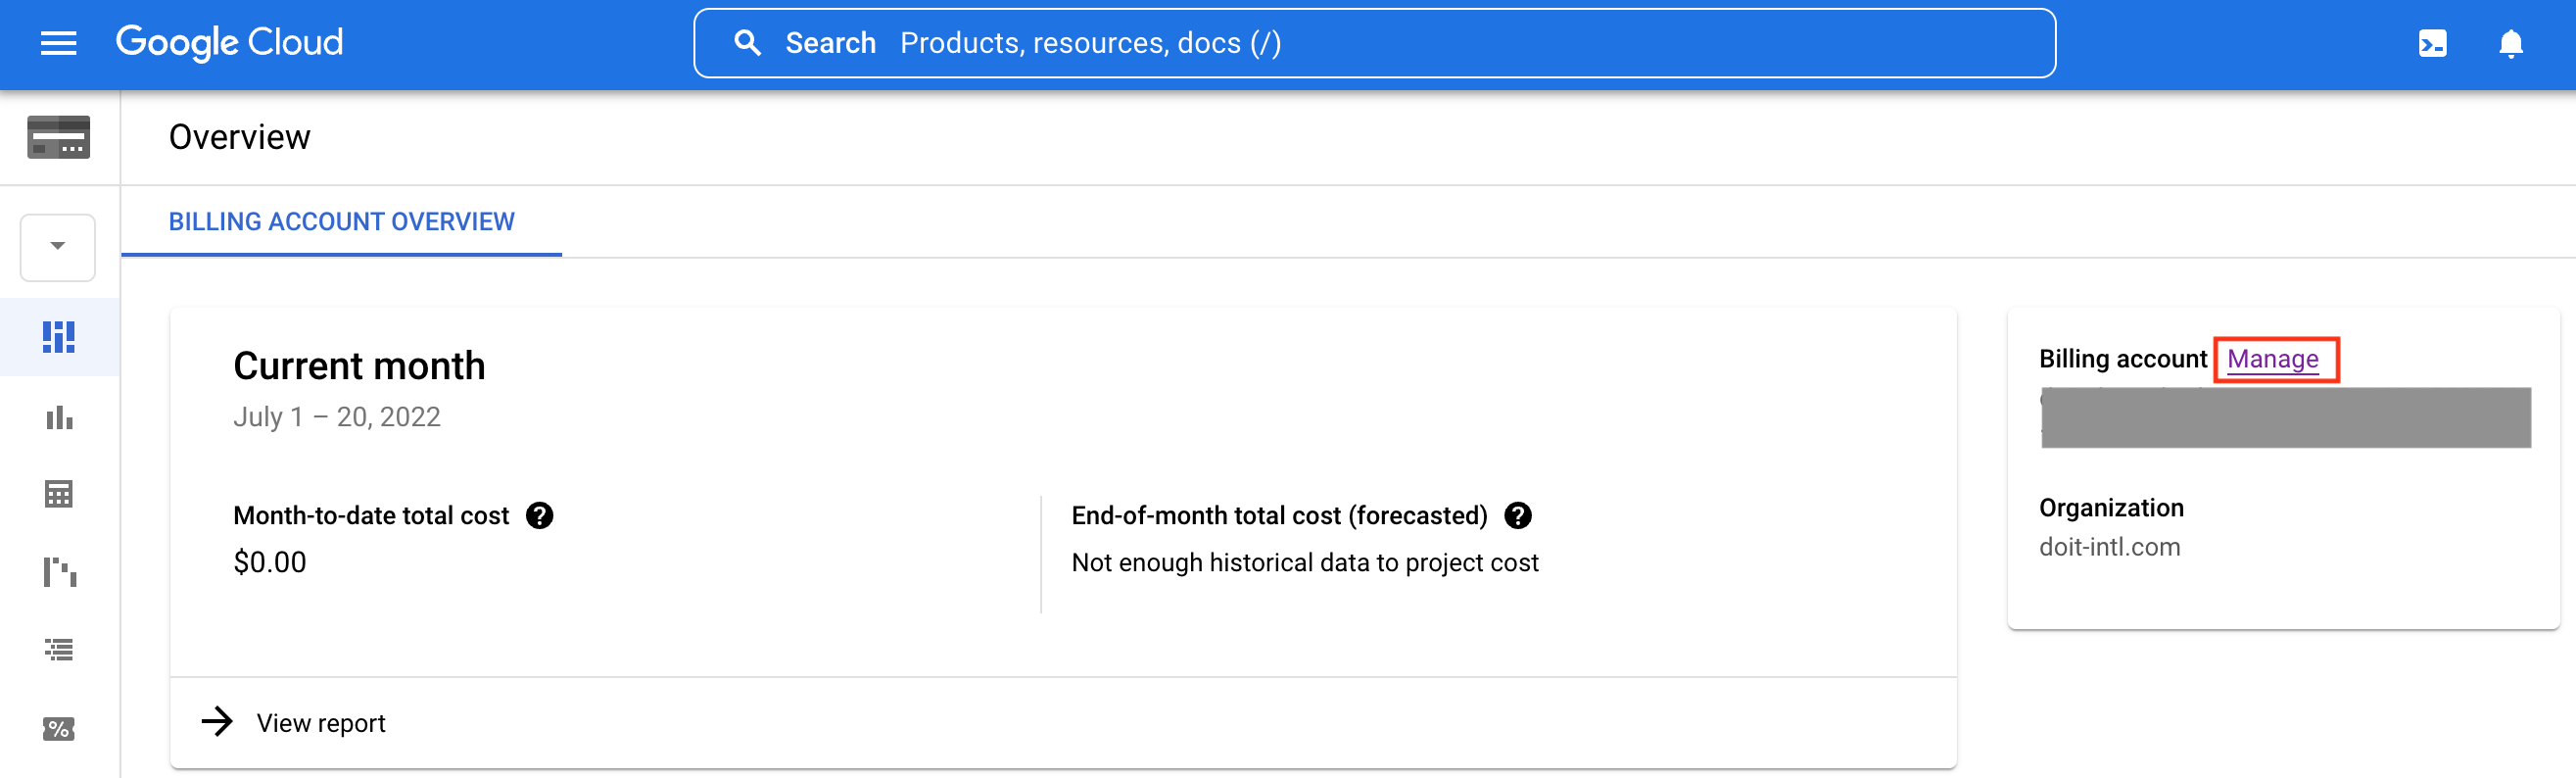 Google Cloud
Search Products, resources, docs (/)
Overview
BILLING ACCOUNT OVERVIEW
Current month
July 1 – 20, 2022
Month-to-date total cost ?
$0.00
End-of-month total cost (forecasted) ?
Not enough historical data to project cost
View report
Billing account Manage
Organization
doit-intl.com
%